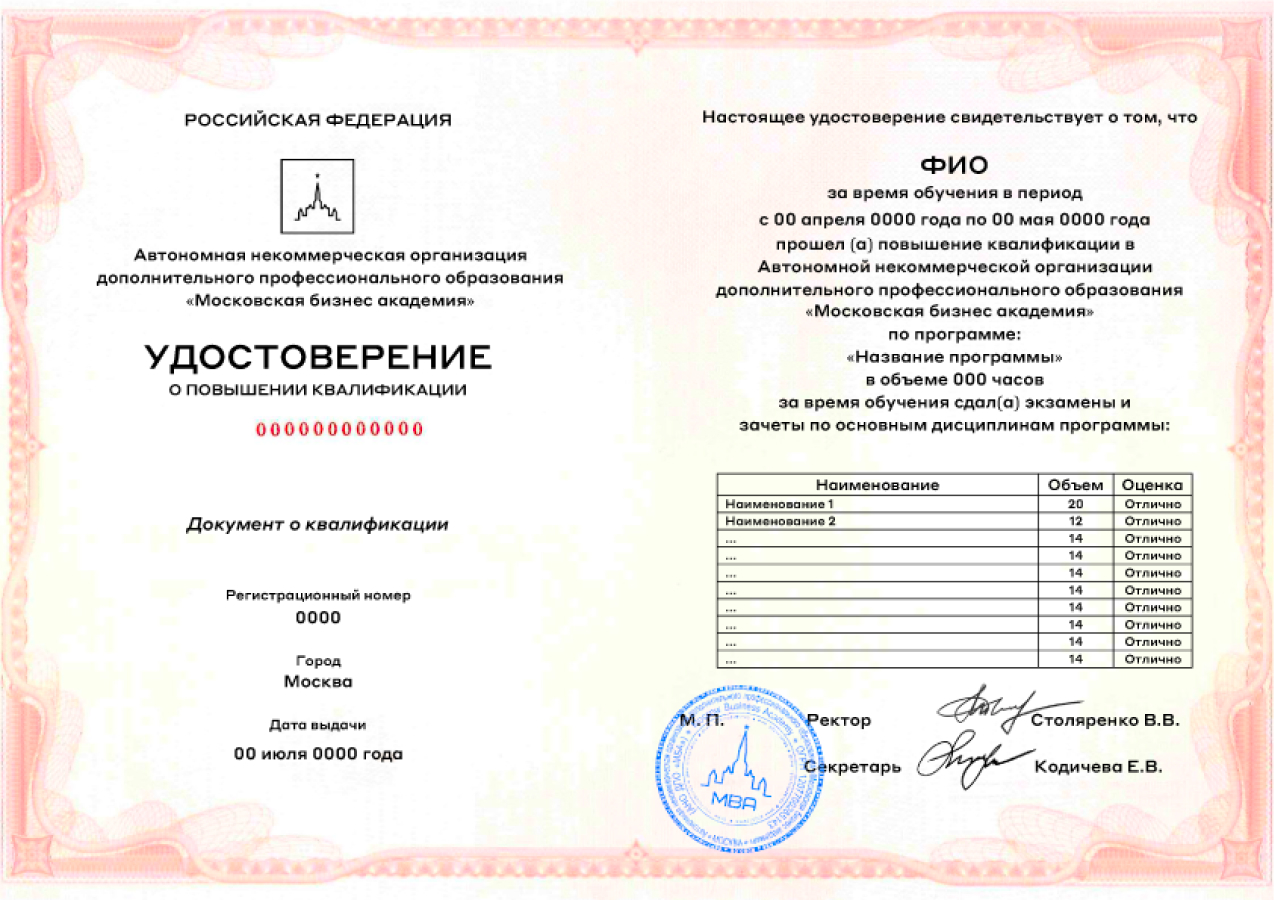 РОССИЙСКАЯ ФЕДЕРАЦИЯ
Автономная некоммерческая организация
дополнительного профессионального образования
«Московская бизнес академия»
УДОСТОВЕРЕНИЕ
О ПОВЫШЕНИИ КВАЛИФИКАЦИИ
000000000000
Документ о квалификации
Регистрационный номер
0000
Город
Москва
Дата выдачи
00 июля 0000 года
Настоящее удостоверение свидетельствует о том, что
ФИО
за время обучения в период
с 00 апреля 0000 года по 00 мая 0000 года
прошел (а) повышение квалификации в
Автономной некоммерческой организации
дополнительного профессионального образования
«Московская бизнес академия»
по программе:
«Название программы»
в объеме 000 часов
за время обучения сдал(а) экзамены и
зачеты по основным дисциплинам программы:
Наименование Объем Оценка
Наименование 1 20 Отлично
Наименование 2 12 Отлично
... 14 Отлично
... 14 Отлично
... 14 Отлично
... 14 Отлично
... 14 Отлично
... 14 Отлично
... 14 Отлично
... 14 Отлично
М. П. Ректор Столяренко В.В.
Секретарь Кодичева Е.В.
Business Academy
МВА